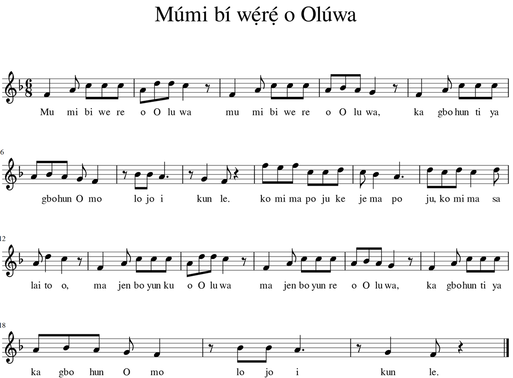 Múmi bí wẹ́rẹ́ o Olúwa
Mu mi bi we re o O lu wa mu mi bi we re o O lu wa, ka gbo hun ti ya
6
gbo hun O mo lo jo i kun le. ko mi ma po ju ke je ma po ju, ko mi ma sa
12
lai to o, ma jen bo yun ku o O lu wa ma jen bo yun re o O lu wa, ka gbo hun ti ya
18
ka gbo hun O mo lo jo i kun le.